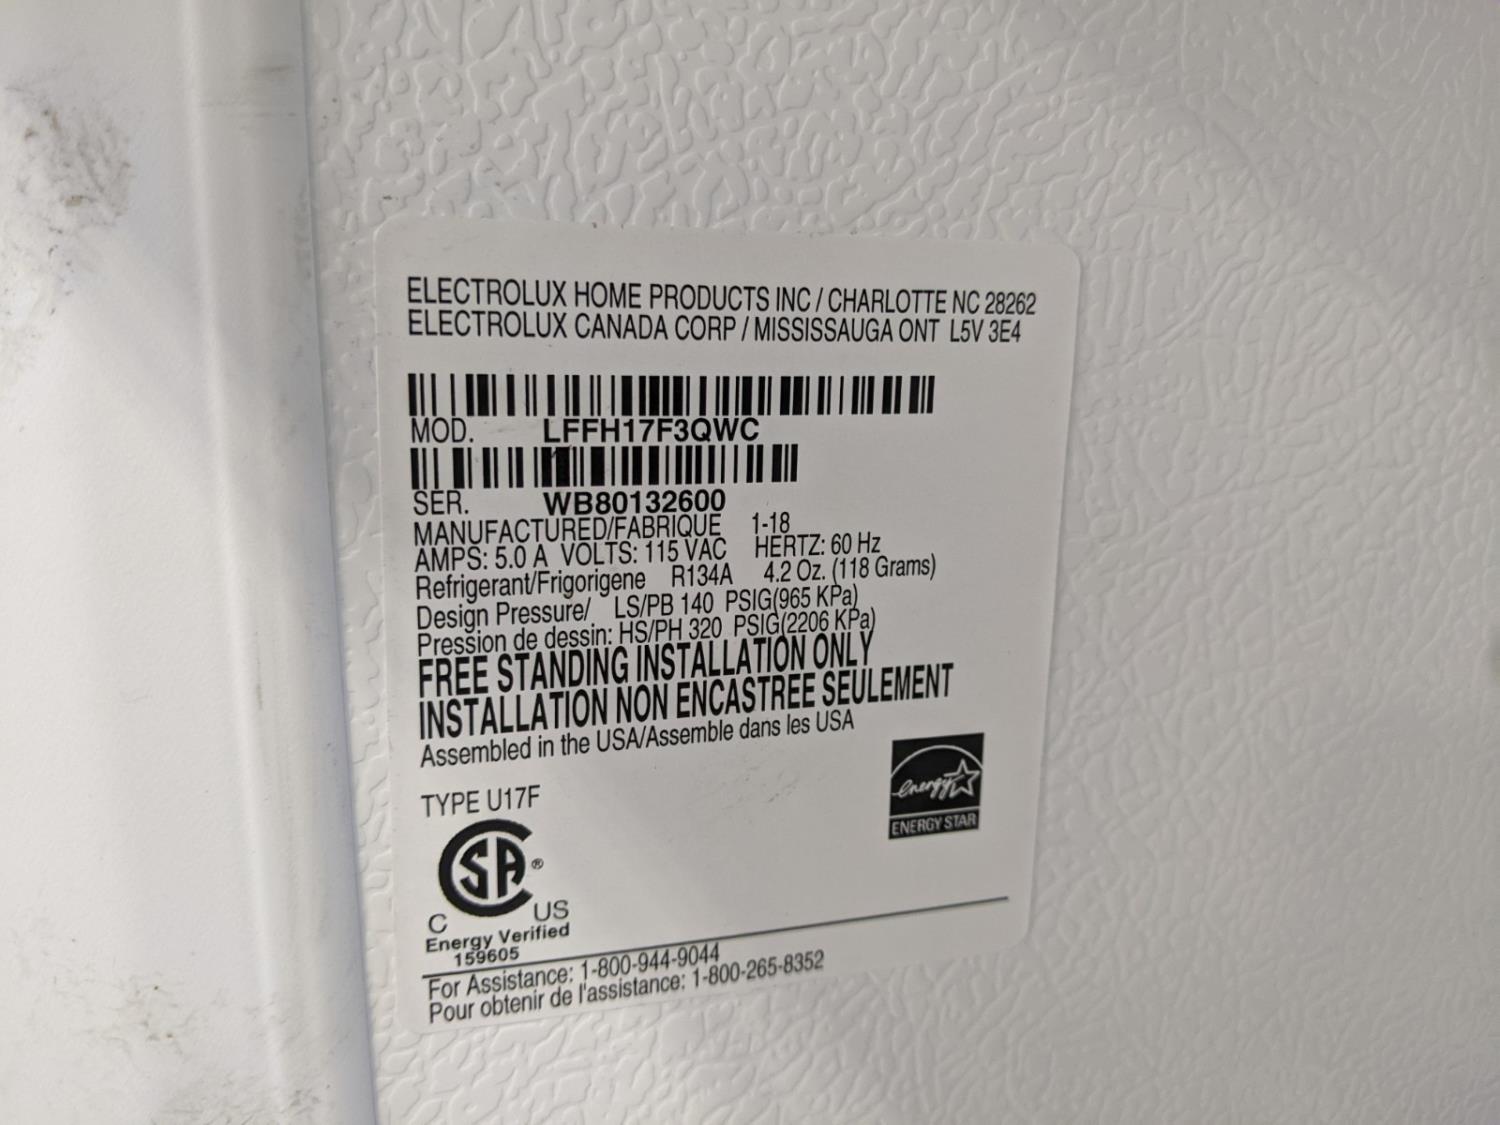 ELECTROLUX HOME PRODUCTS INC / CHARLOTTE NC 28262
ELECTROLUX CANADA CORP / MISSISSAUGA ONT L5V 3E4
MOD. LFFH17F3QWC
SER. WB80132600
MANUFACTURED/FABRIQUE 1-18
AMPS: 5.0 A VOLTS: 115 VAC HERTZ: 60 Hz
Refrigerant/Frigorigene R134A 4.2 Oz. (118 Grams)
Design Pressure/ LS/PB 140 PSIG(965 KPa)
Pression de dessin: HS/PH 320 PSIG(2206 KPa)
FREE STANDING INSTALLATION ONLY
INSTALLATION NON ENCASTREE SEULEMENT
Assembled in the USA/Assemble dans les USA
energy
ENERGY STAR
TYPE U17F
SA ®
C US
Energy Verified
159605
For Assistance: 1-800-944-9044
Pour obtenir de l'assistance: 1-800-265-8352